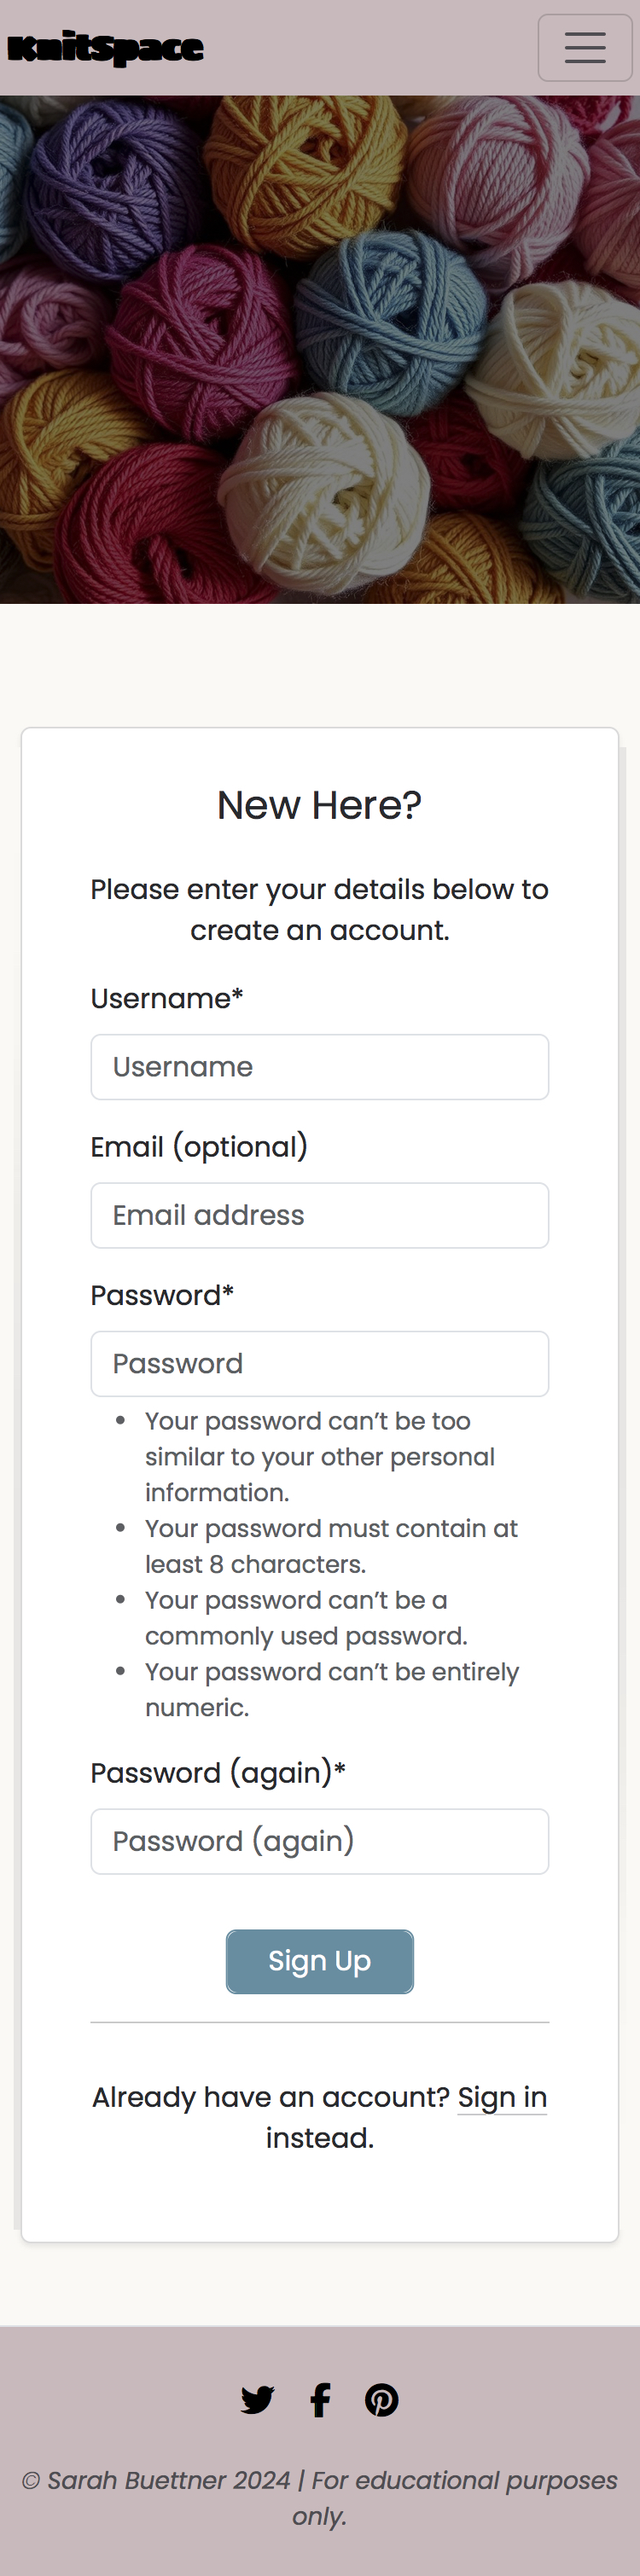 KnitSpace
New Here?
Please enter your details below to
create an account.
Username*
Username
Email (optional)
Email address
Password*
Password
• Your password can’t be too
similar to your other personal
information.
• Your password must contain at
least 8 characters.
• Your password can’t be a
commonly used password.
• Your password can’t be entirely
numeric.
Password (again)*
Password (again)
Sign Up
Already have an account? Sign in
instead.
© Sarah Buettner 2024 | For educational purposes
only.